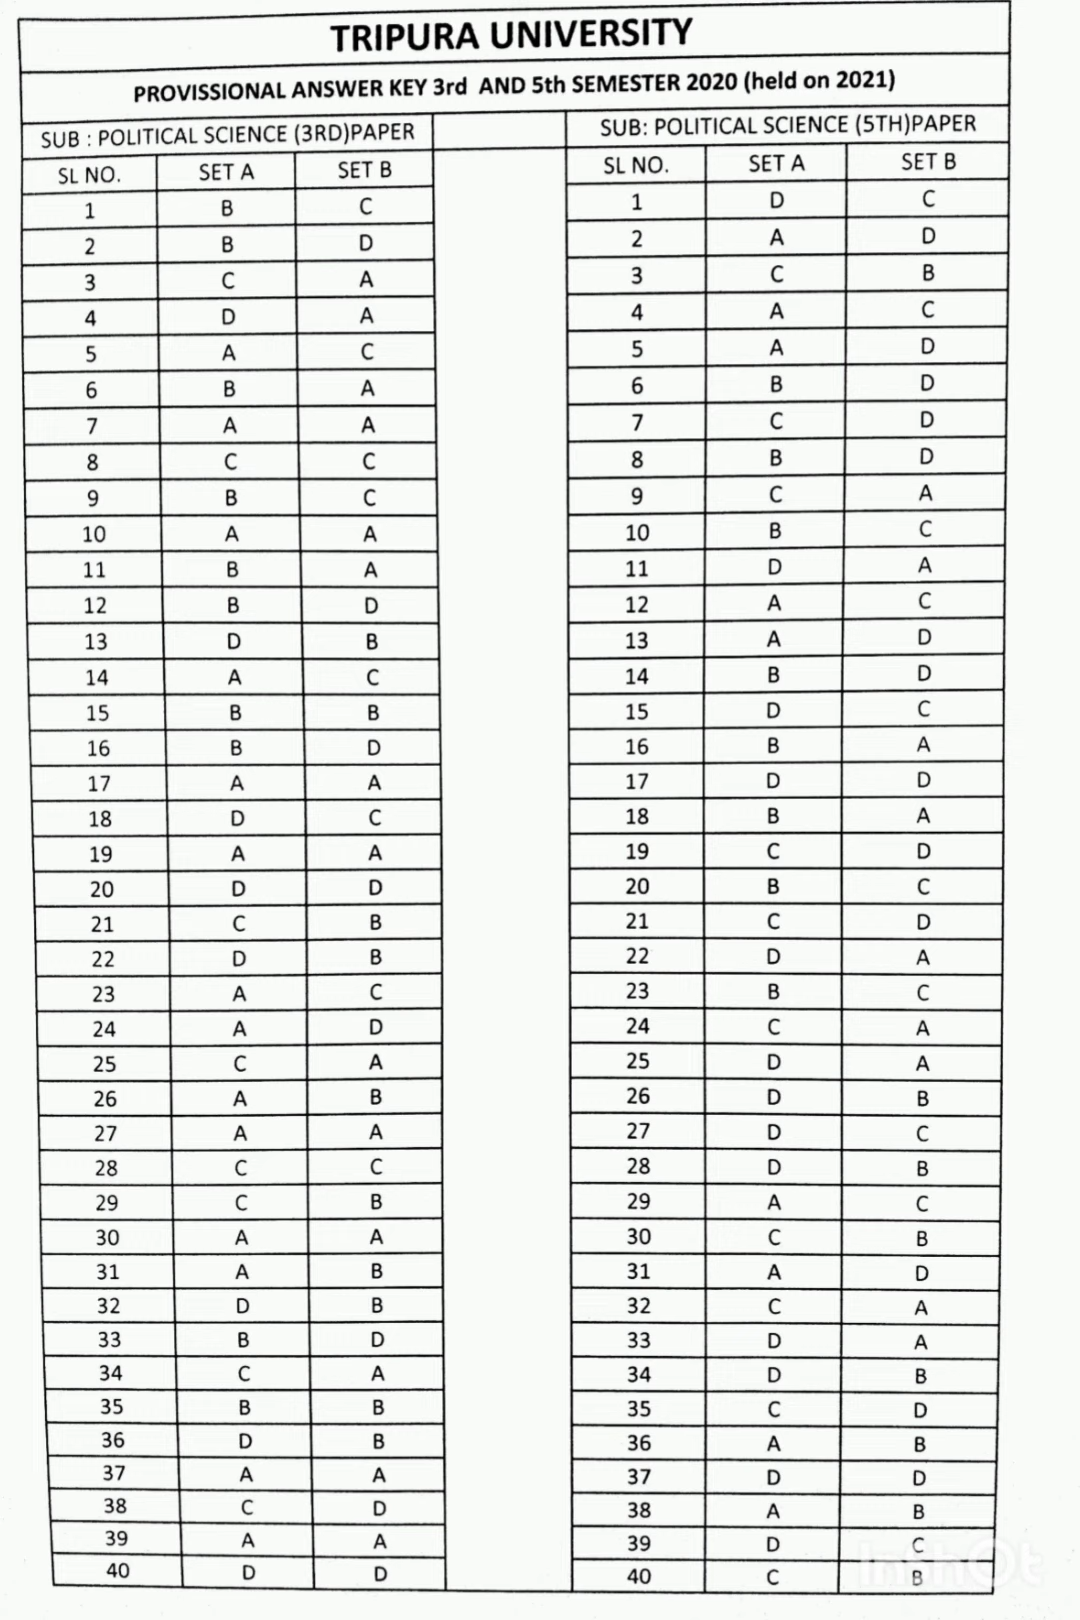 TRIPURA UNIVERSITY
PROVISSIONAL ANSWER KEY 3rd AND 5th SEMESTER 2020 (held on 2021)
SUB : POLITICAL SCIENCE (3RD)PAPER SUB: POLITICAL SCIENCE (5TH)PAPER
SL NO. SET A SET B SL NO. SET A SET B
1 B C 1 D C
2 B D 2 A D
3 C A 3 C B
4 D A 4 A C
5 A C 5 A D
6 B A 6 B D
7 A A 7 C D
8 C C 8 B D
9 B C 9 C A
10 A A 10 B C
11 B A 11 D A
12 B D 12 A C
13 D B 13 A D
14 A C 14 B D
15 B B 15 D C
16 B D 16 B A
17 A A 17 D D
18 D C 18 B A
19 A A 19 C D
20 D D 20 B C
21 C B 21 C D
22 D B 22 D A
23 A C 23 B C
24 A D 24 C A
25 C A 25 D A
26 A B 26 D B
27 A A 27 D C
28 C C 28 D B
29 C B 29 A C
30 A A 30 C B
31 A B 31 A D
32 D B 32 C A
33 B D 33 D A
34 C A 34 D B
35 B B 35 C D
36 D B 36 A B
37 A A 37 D D
38 C D 38 A B
39 A A 39 D C
40 D D 40 C B